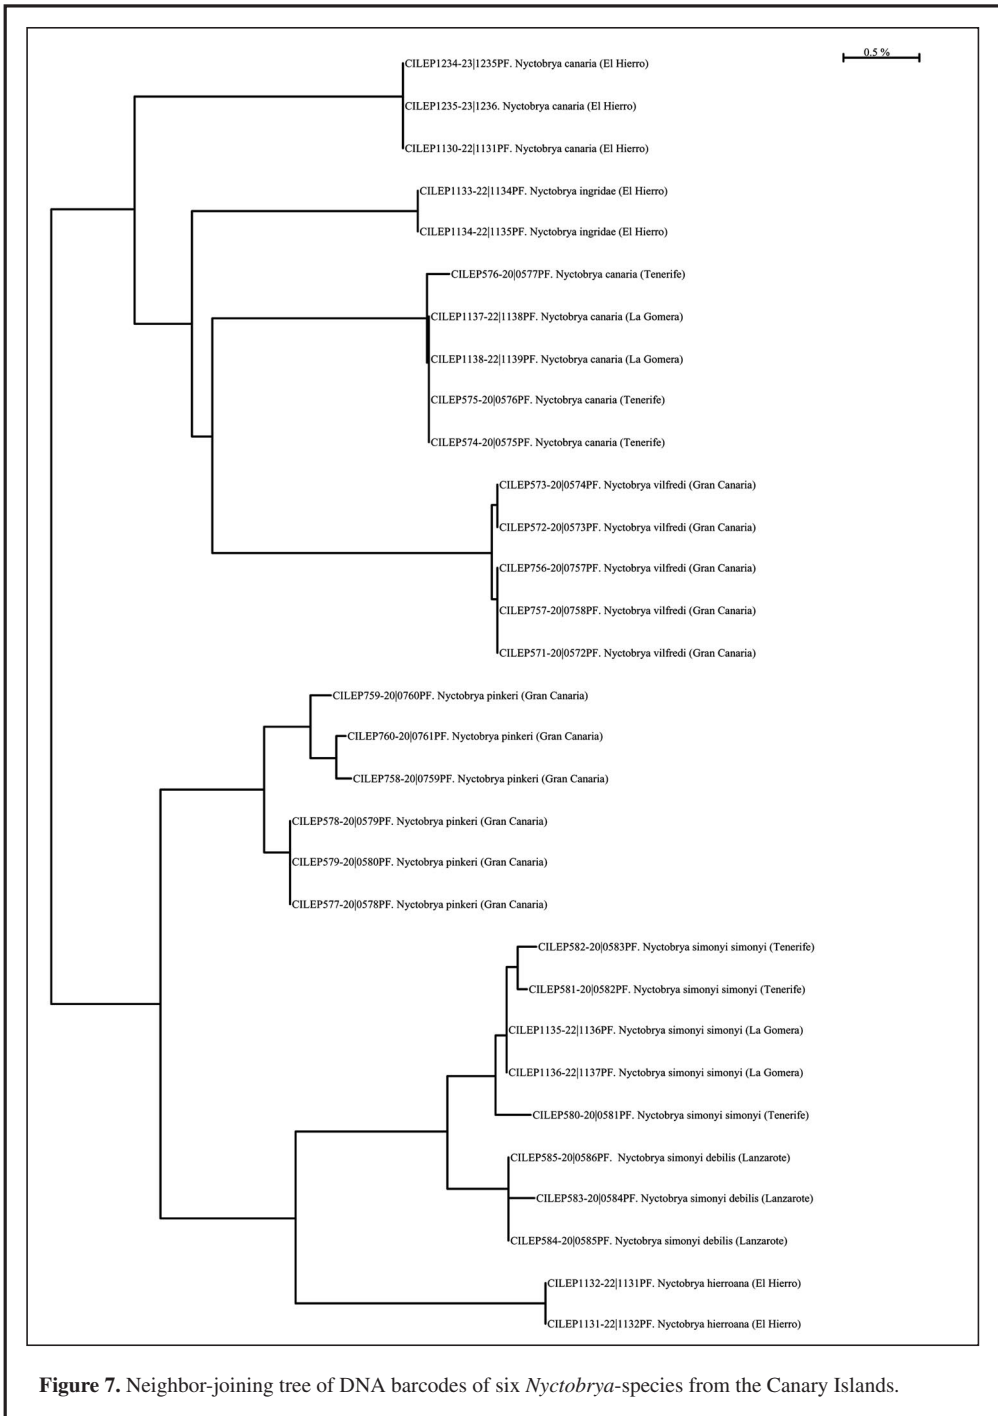 0.5 %
CILEP1234-23|1235PF. Nyctobrya canaria (El Hierro)
CILEP1235-23|1236. Nyctobrya canaria (El Hierro)
CILEP1130-22|1131PF. Nyctobrya canaria (El Hierro)
CILEP1133-22|1134PF. Nyctobrya ingridae (El Hierro)
CILEP1134-22|1135PF. Nyctobrya ingridae (El Hierro)
CILEP576-20|0577PF. Nyctobrya canaria (Tenerife)
CILEP1137-22|1138PF. Nyctobrya canaria (La Gomera)
CILEP1138-22|1139PF. Nyctobrya canaria (La Gomera)
CILEP575-20|0576PF. Nyctobrya canaria (Tenerife)
CILEP574-20|0575PF. Nyctobrya canaria (Tenerife)
CILEP573-20|0574PF. Nyctobrya vilfredi (Gran Canaria)
CILEP572-20|0573PF. Nyctobrya vilfredi (Gran Canaria)
CILEP756-20|0757PF. Nyctobrya vilfredi (Gran Canaria)
CILEP757-20|0758PF. Nyctobrya vilfredi (Gran Canaria)
CILEP571-20|0572PF. Nyctobrya vilfredi (Gran Canaria)
CILEP759-20|0760PF. Nyctobrya pinkeri (Gran Canaria)
CILEP760-20|0761PF. Nyctobrya pinkeri (Gran Canaria)
CILEP758-20|0759PF. Nyctobrya pinkeri (Gran Canaria)
CILEP578-20|0579PF. Nyctobrya pinkeri (Gran Canaria)
CILEP579-20|0580PF. Nyctobrya pinkeri (Gran Canaria)
CILEP577-20|0578PF. Nyctobrya pinkeri (Gran Canaria)
CILEP582-20|0583PF. Nyctobrya simonyi simonyi (Tenerife)
CILEP581-20|0582PF. Nyctobrya simonyi simonyi (Tenerife)
CILEP1135-22|1136PF. Nyctobrya simonyi simonyi (La Gomera)
CILEP1136-22|1137PF. Nyctobrya simonyi simonyi (La Gomera)
CILEP580-20|0581PF. Nyctobrya simonyi simonyi (Tenerife)
CILEP585-20|0586PF. Nyctobrya simonyi debilis (Lanzarote)
CILEP583-20|0584PF. Nyctobrya simonyi debilis (Lanzarote)
CILEP584-20|0585PF. Nyctobrya simonyi debilis (Lanzarote)
CILEP1132-22|1131PF. Nyctobrya hierroana (El Hierro)
CILEP1131-22|1132PF. Nyctobrya hierroana (El Hierro)
Figure 7. Neighbor-joining tree of DNA barcodes of six Nyctobrya-species from the Canary Islands.